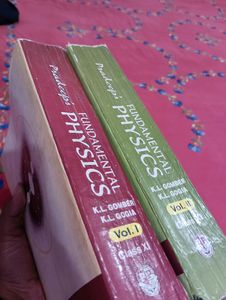 Pradeep's
FUNDAMENTAL
PHYSICS
K.L. GOMBER
K.L. GOGIA
Vol. I
Class XI
Pradeep's
FUNDAMENTAL
PHYSICS
K.L. GOMBER
K.L. GOGIA
Vol. II